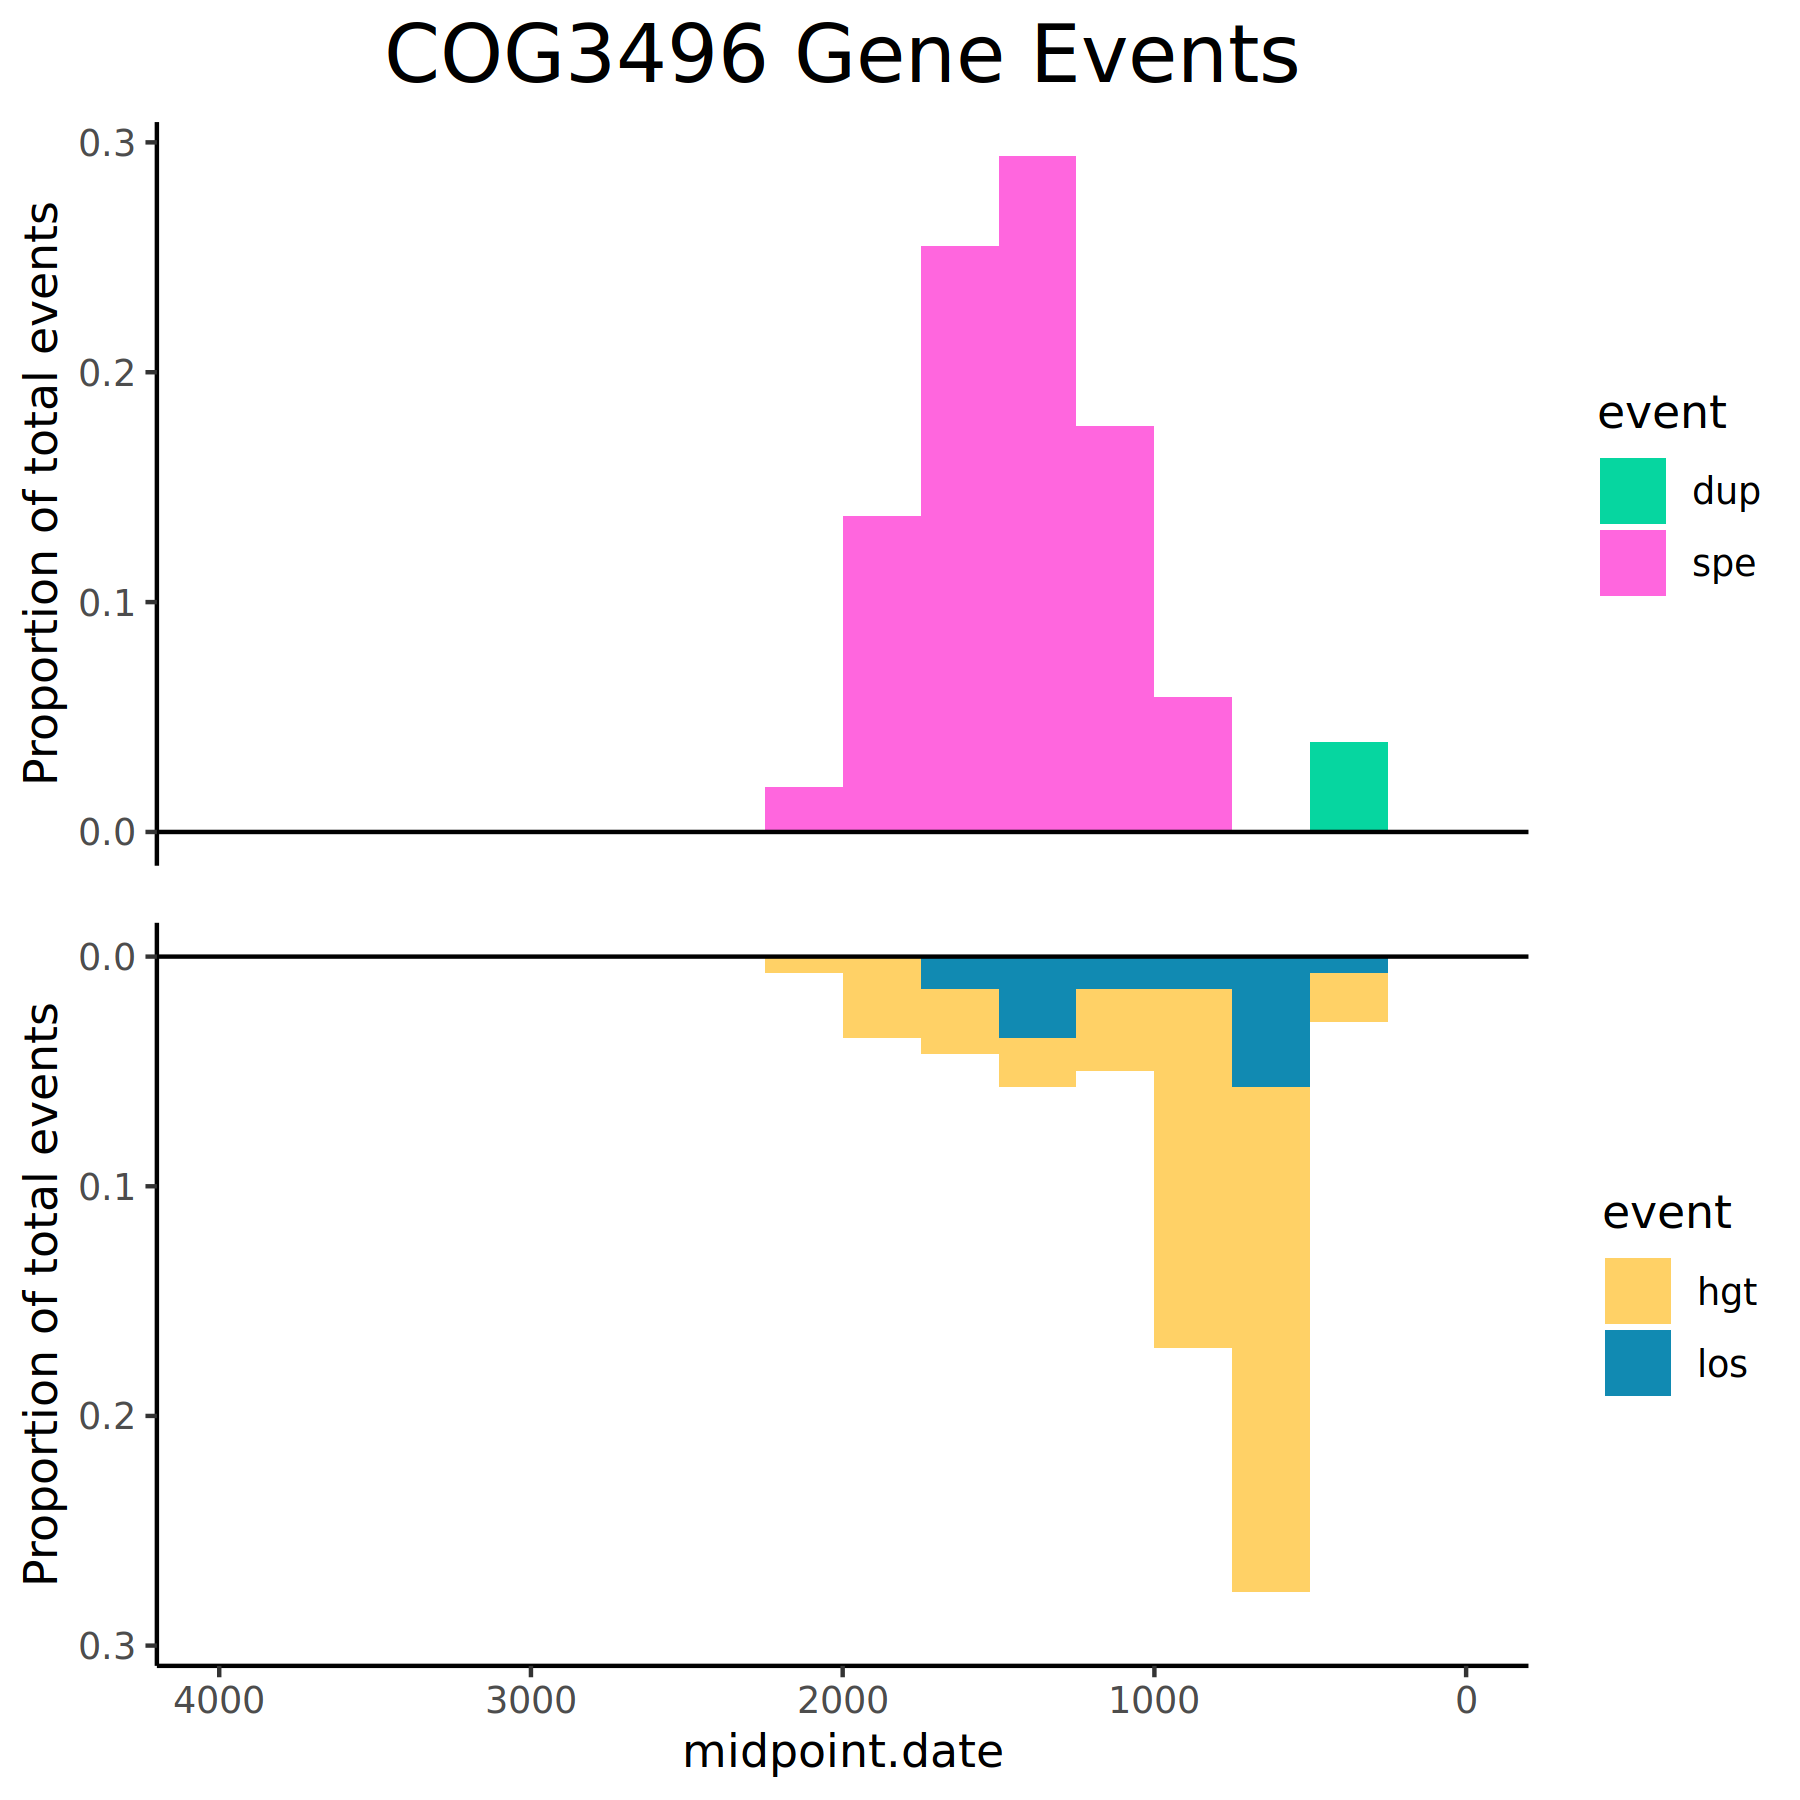 COG3496 Gene Events
Proportion of total events
0.3
0.2
0.1
0.0
event
dup
spe
Proportion of total events
0.0
0.1
0.2
0.3
event
hgt
los
4000 3000 2000 1000 0
midpoint.date